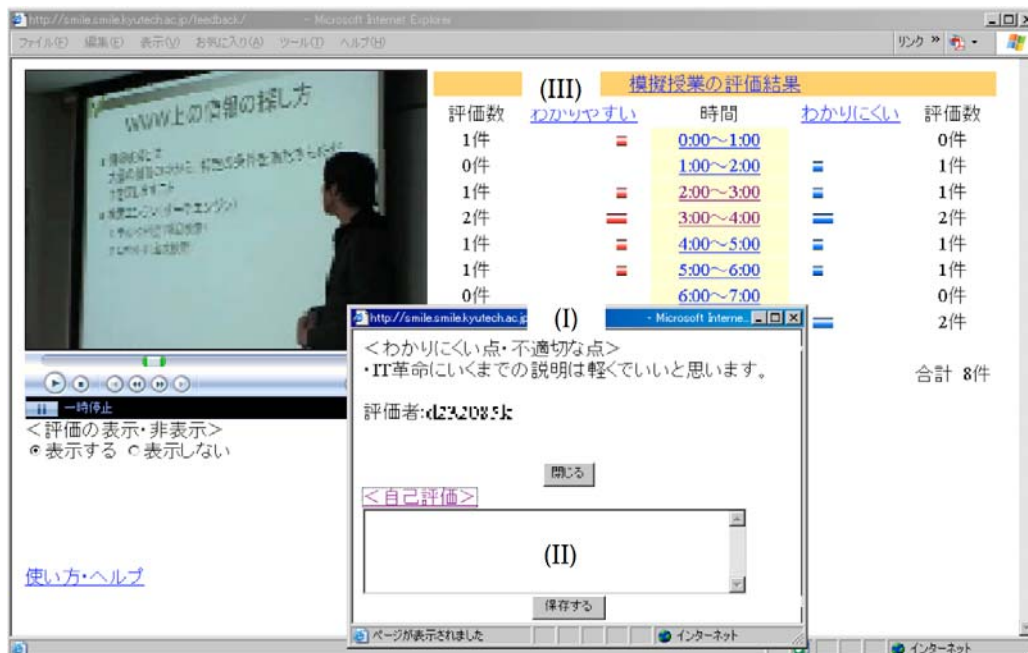 http://smile.smile.kyutech.ac.jp/feedback/ - Microsoft Internet Explorer
ファイル(F) 編集(E) 表示(V) お気に入り(A) ツール(T) ヘルプ(H) リンク »
WWW上の情報の探し方
(III) 模擬授業の評価結果
評価数 わかりやすい 時間 わかりにくい 評価数
1件 0:00～1:00 0件
0件 1:00～2:00 1件
1件 2:00～3:00 1件
2件 3:00～4:00 2件
1件 4:00～5:00 1件
1件 5:00～6:00 1件
0件 6:00～7:00 0件
2件
合計 8件
一時停止
<評価の表示・非表示>
表示する 表示しない
使い方・ヘルプ
http://smile.smile.kyutech.ac.jp (I) - Microsoft Interne...
<わかりにくい点・不適切な点>
・IT革命にいくまでの説明は軽くていいと思います。
評価者:
閉じる
<自己評価>
(II)
保存する
ページが表示されました インターネット
インターネット